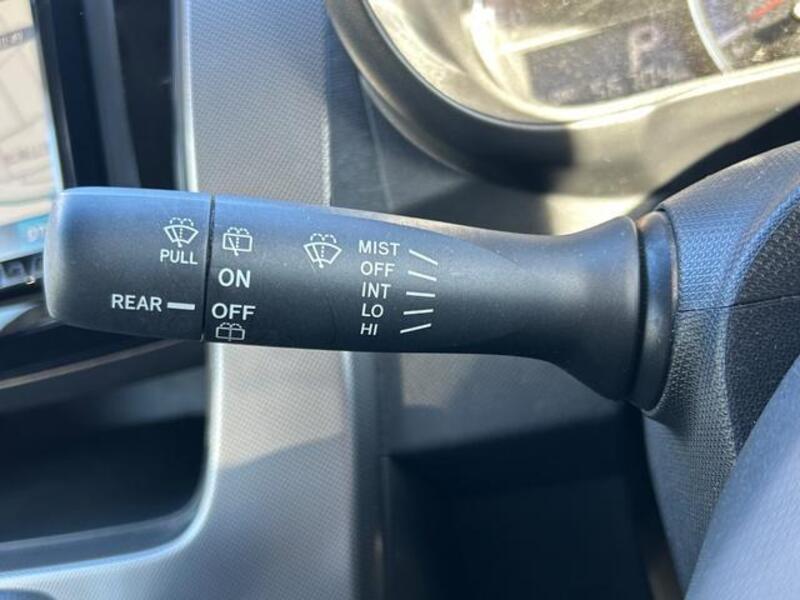 PULL
REAR
ON
OFF
MIST
OFF
INT
LO
HI
P